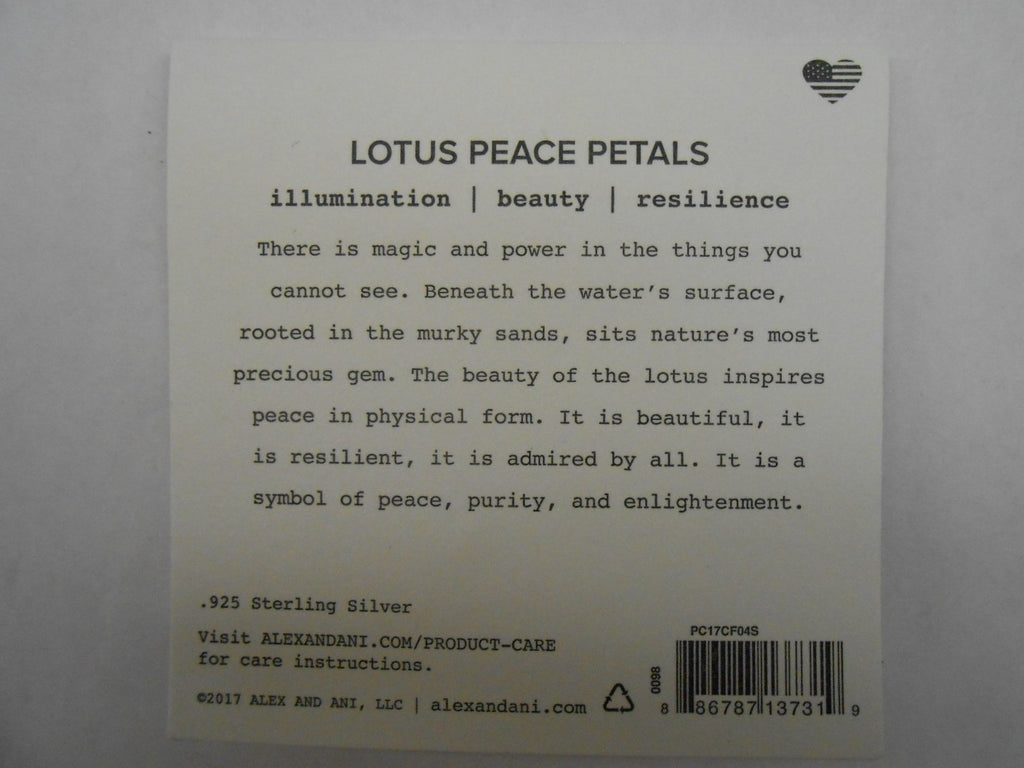 LOTUS PEACE PETALS
illumination | beauty | resilience
There is magic and power in the things you
cannot see. Beneath the water's surface,
rooted in the murky sands, sits nature's most
precious gem. The beauty of the lotus inspires
peace in physical form. It is beautiful, it
is resilient, it is admired by all. It is a
symbol of peace, purity, and enlightenment.
.925 Sterling Silver
Visit ALEXANDANI.COM/PRODUCT-CARE
for care instructions.
©2017 ALEX AND ANI, LLC | alexandani.com
PC17CF04S
0098
8 86787 13731 9